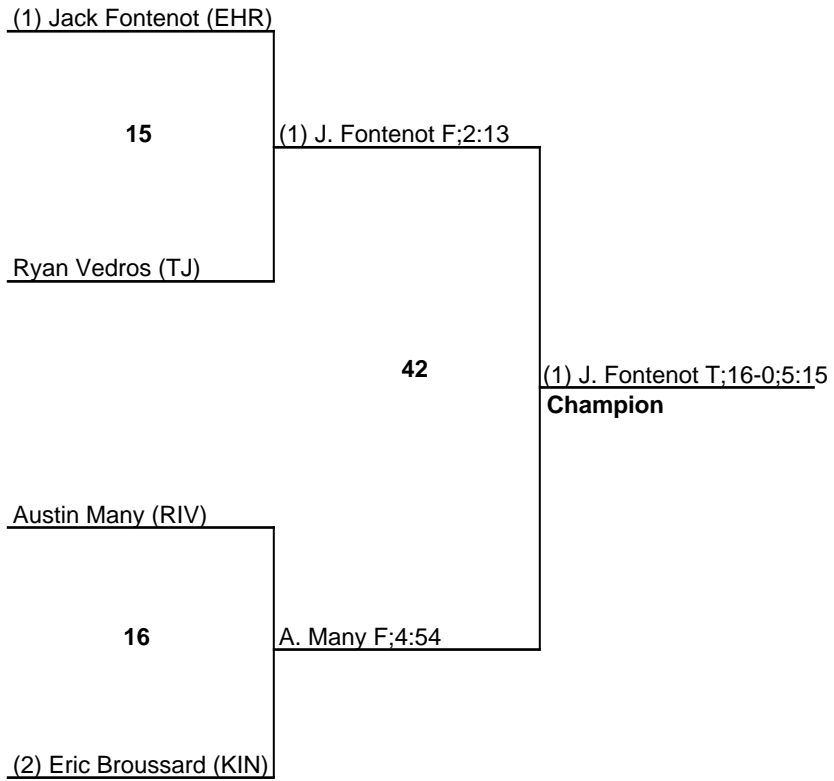 (1) Jack Fontenot (EHR)
15
(1) J. Fontenot F;2:13
Ryan Vedros (TJ)
42
(1) J. Fontenot T;16-0;5:15
Champion
Austin Many (RIV)
16
A. Many F;4:54
(2) Eric Broussard (KIN)